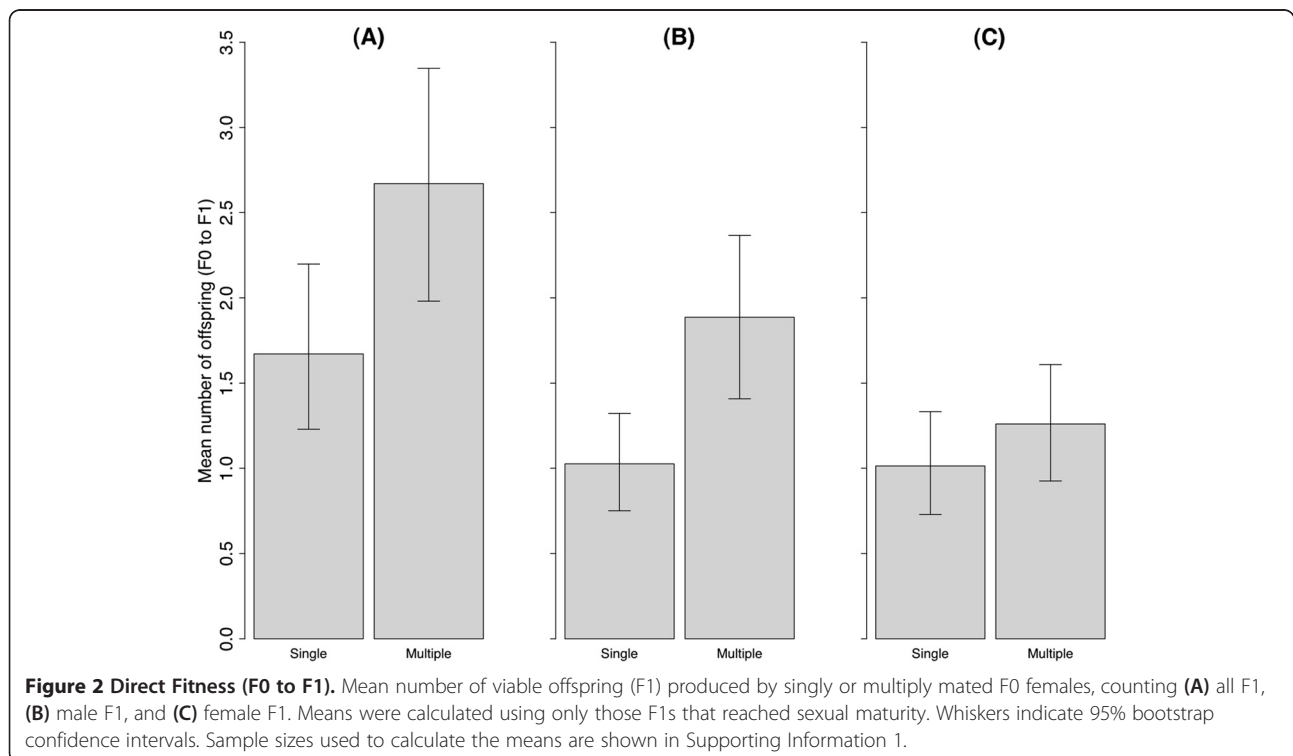 (A) (B) (C)
Mean number of offspring (F0 to F1)
3.5
3.0
2.5
2.0
1.5
1.0
0.5
0.0
Single Multiple Single Multiple Single Multiple
Figure 2 Direct Fitness (F0 to F1). Mean number of viable offspring (F1) produced by singly or multiply mated F0 females, counting (A) all F1,
(B) male F1, and (C) female F1. Means were calculated using only those F1s that reached sexual maturity. Whiskers indicate 95% bootstrap
confidence intervals. Sample sizes used to calculate the means are shown in Supporting Information 1.